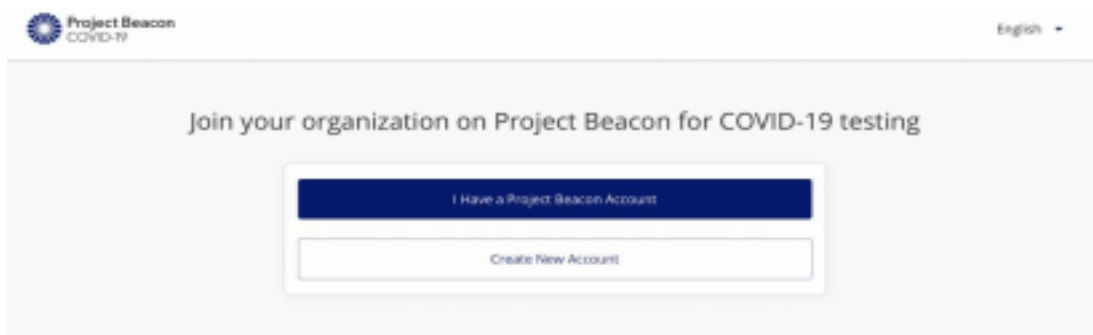 Project Beacon
COVID-19
English
Join your organization on Project Beacon for COVID-19 testing
I Have a Project Beacon Account
Create New Account